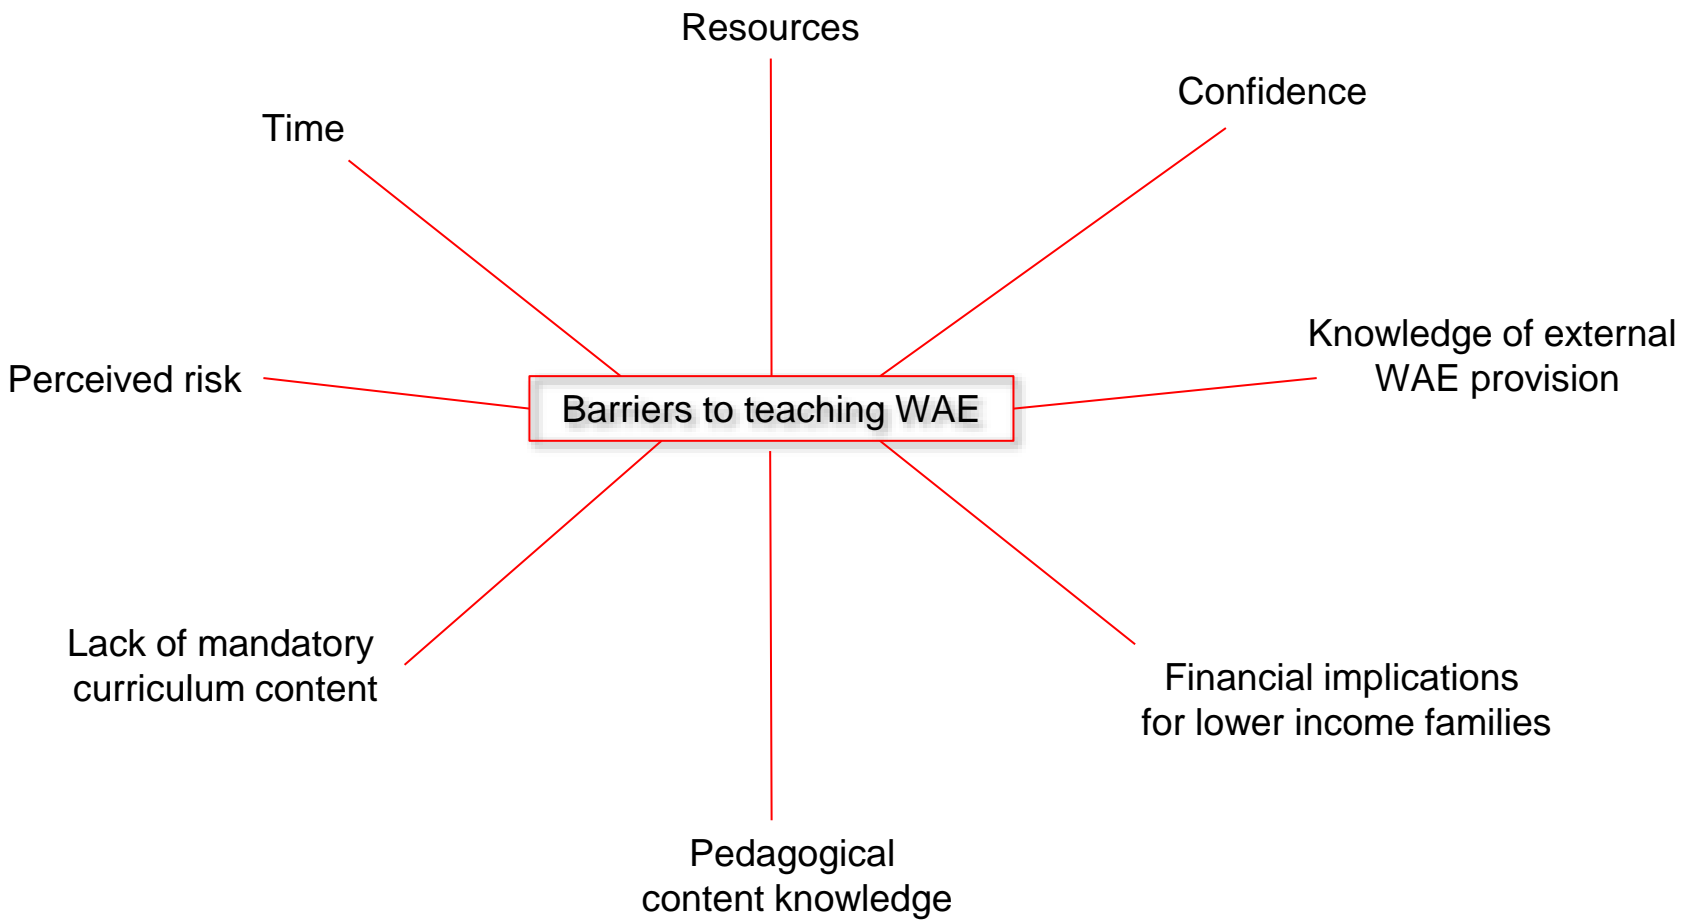 Resources
Confidence
Time
Knowledge of external
WAE provision
Perceived risk
Barriers to teaching WAE
Lack of mandatory
curriculum content
Financial implications
for lower income families
Pedagogical
content knowledge